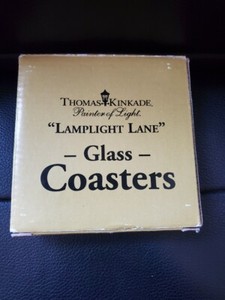 THOMAS KINKADE,
Painter of Light.
"LAMPLIGHT LANE"
– Glass –
Coasters